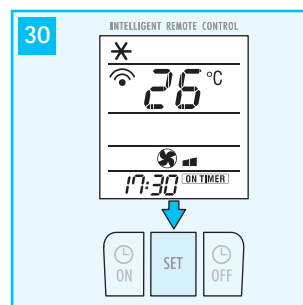 30
INTELLIGENT REMOTE CONTROL
26 °C
17:30 ON TIMER
ON
SET
OFF